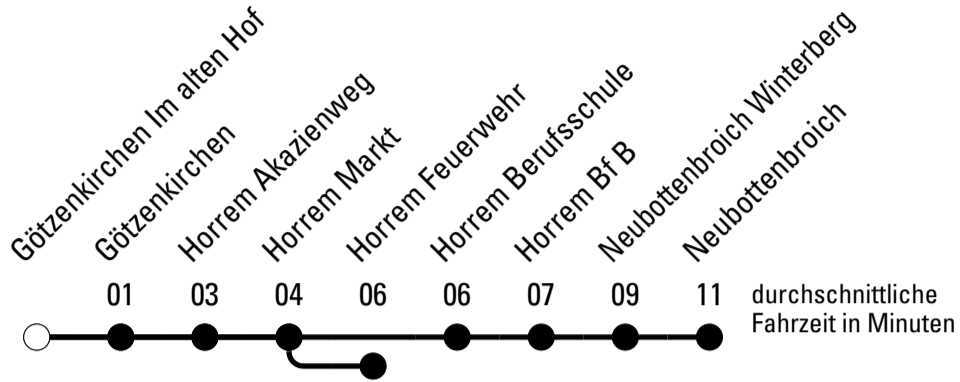 Götzenkirchen Im alten Hof
Götzenkirchen
Horrem Akazienweg
Horrem Markt
Horrem Feuerwehr
Horrem Berufsschule
Horrem Bf B
Neubottenbroich Winterberg
Neubottenbroich
01 03 04 06 06 07 09 11
durchschnittliche
Fahrzeit in Minuten